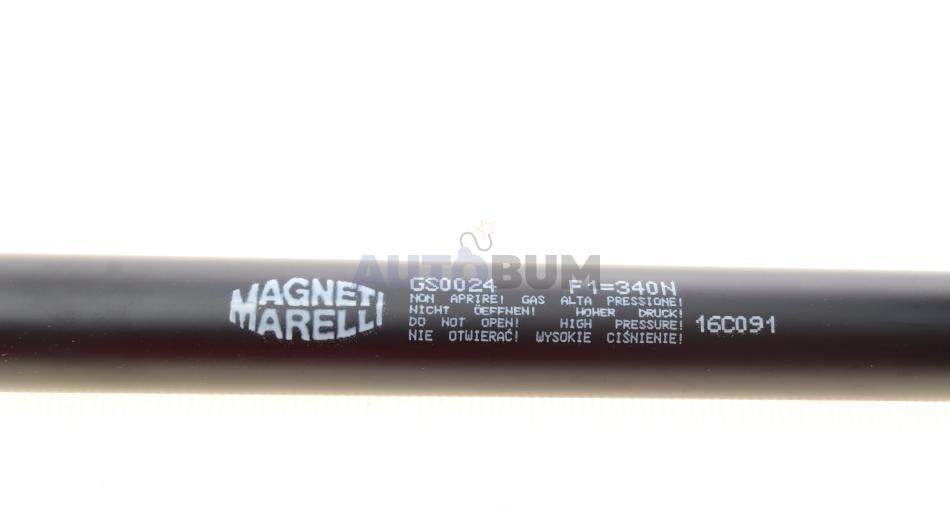 AUTOBUM
MAGNETI
MARELLI
GS0024 F1=340N
NON APRIRE! GAS ALTA PRESSIONE!
NICHT ÖEFFNEN! HOHER DRUCK!
DO NOT OPEN! HIGH PRESSURE!
NIE OTWIERAĆ! WYSOKIE CIŚNIENIE!
16C091